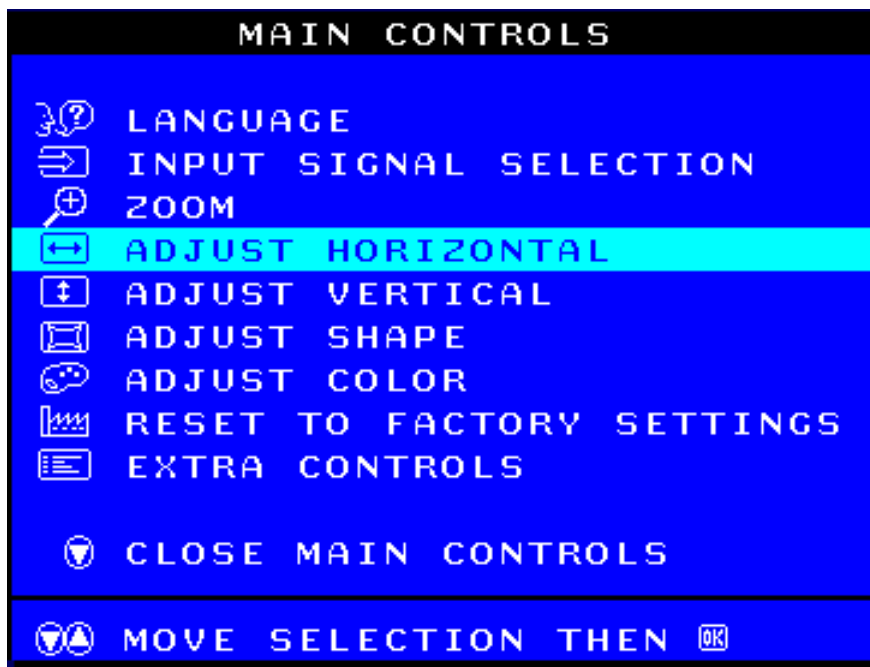 MAIN CONTROLS
LANGUAGE
INPUT SIGNAL SELECTION
ZOOM
ADJUST HORIZONTAL
ADJUST VERTICAL
ADJUST SHAPE
ADJUST COLOR
RESET TO FACTORY SETTINGS
EXTRA CONTROLS
CLOSE MAIN CONTROLS
MOVE SELECTION THEN OK